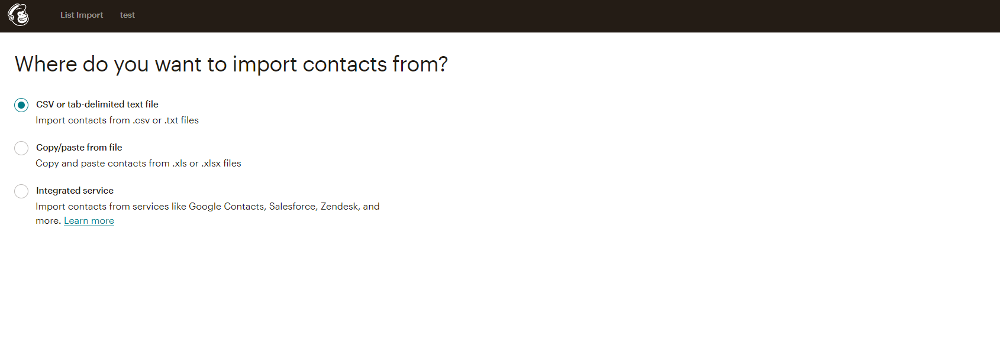 List Import test
Where do you want to import contacts from?
CSV or tab-delimited text file
Import contacts from .csv or .txt files
Copy/paste from file
Copy and paste contacts from .xls or .xlsx files
Integrated service
Import contacts from services like Google Contacts, Salesforce, Zendesk, and
more. Learn more